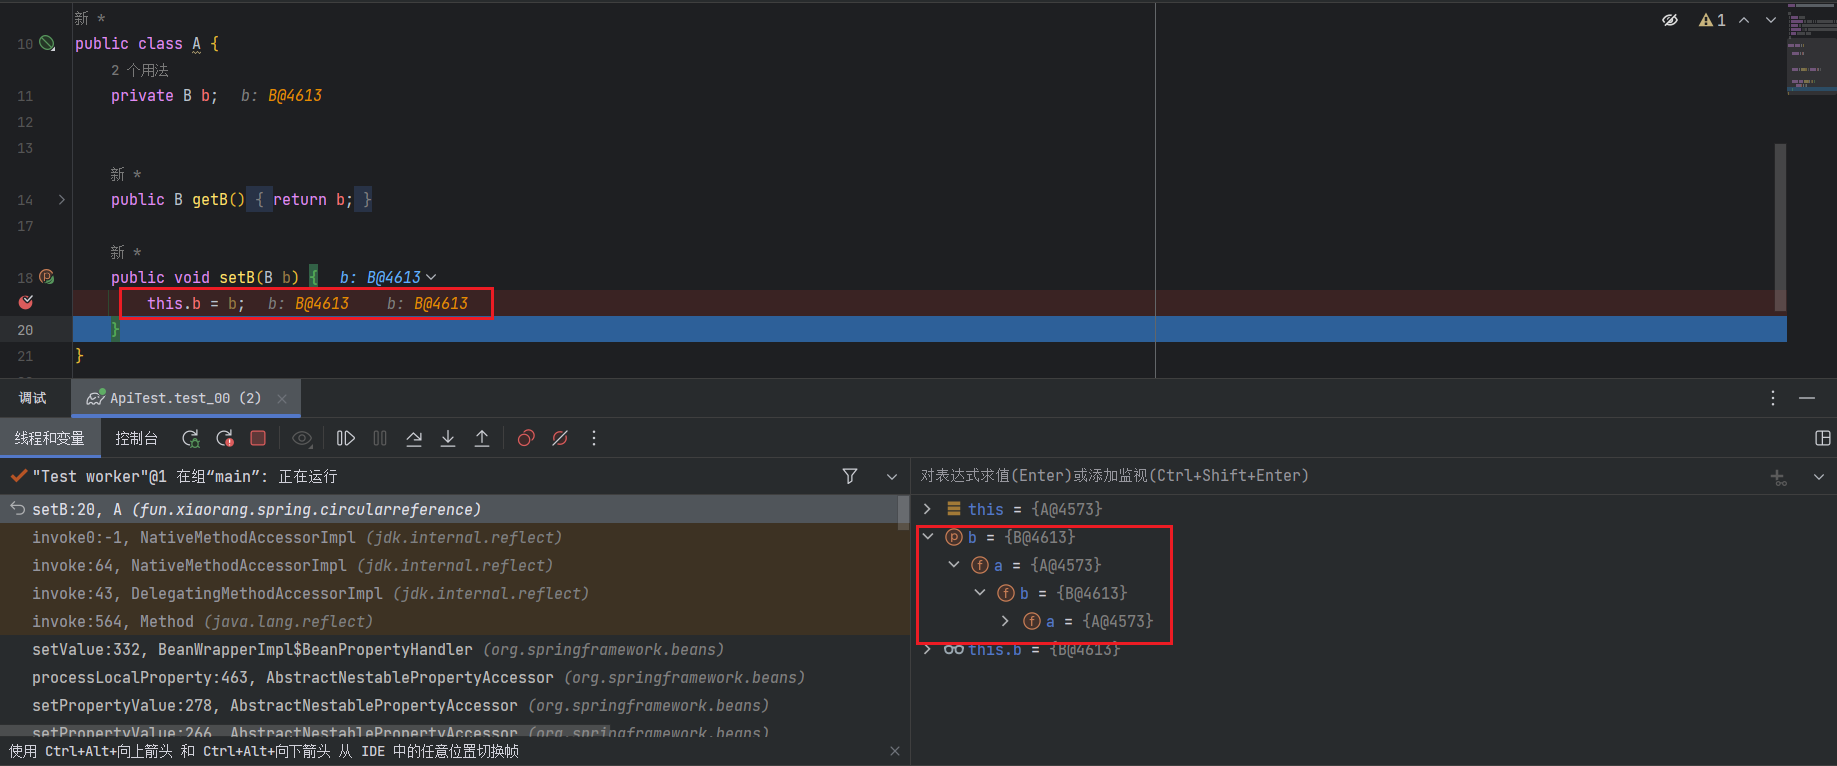 新 *
1
10 public class A {
2 个用法
11 private B b; b: B@4613
12
13
新 *
14 public B getB() { return b; }
17
新 *
18 public void setB(B b) { b: B@4613
this.b = b; b: B@4613 b: B@4613
20 }
21 }
调试 ApiTest.test_00 (2)
线程和变量 控制台
"Test worker"@1 在组“main”: 正在运行
对表达式求值(Enter)或添加监视(Ctrl+Shift+Enter)
setB:20, A (fun.xiaorang.spring.circularreference)
invoke0:-1, NativeMethodAccessorImpl (jdk.internal.reflect)
invoke:64, NativeMethodAccessorImpl (jdk.internal.reflect)
invoke:43, DelegatingMethodAccessorImpl (jdk.internal.reflect)
invoke:564, Method (java.lang.reflect)
setValue:332, BeanWrapperImpl$BeanPropertyHandler (org.springframework.beans)
processLocalProperty:463, AbstractNestablePropertyAccessor (org.springframework.beans)
setPropertyValue:278, AbstractNestablePropertyAccessor (org.springframework.beans)
setPropertyValue:266, AbstractNestablePropertyAccessor (org.springframework.beans)
this = {A@4573}
p b = {B@4613}
f a = {A@4573}
f b = {B@4613}
f a = {A@4573}
this.b = {B@4613}
使用 Ctrl+Alt+向上箭头 和 Ctrl+Alt+向下箭头 从 IDE 中的任意位置切换帧